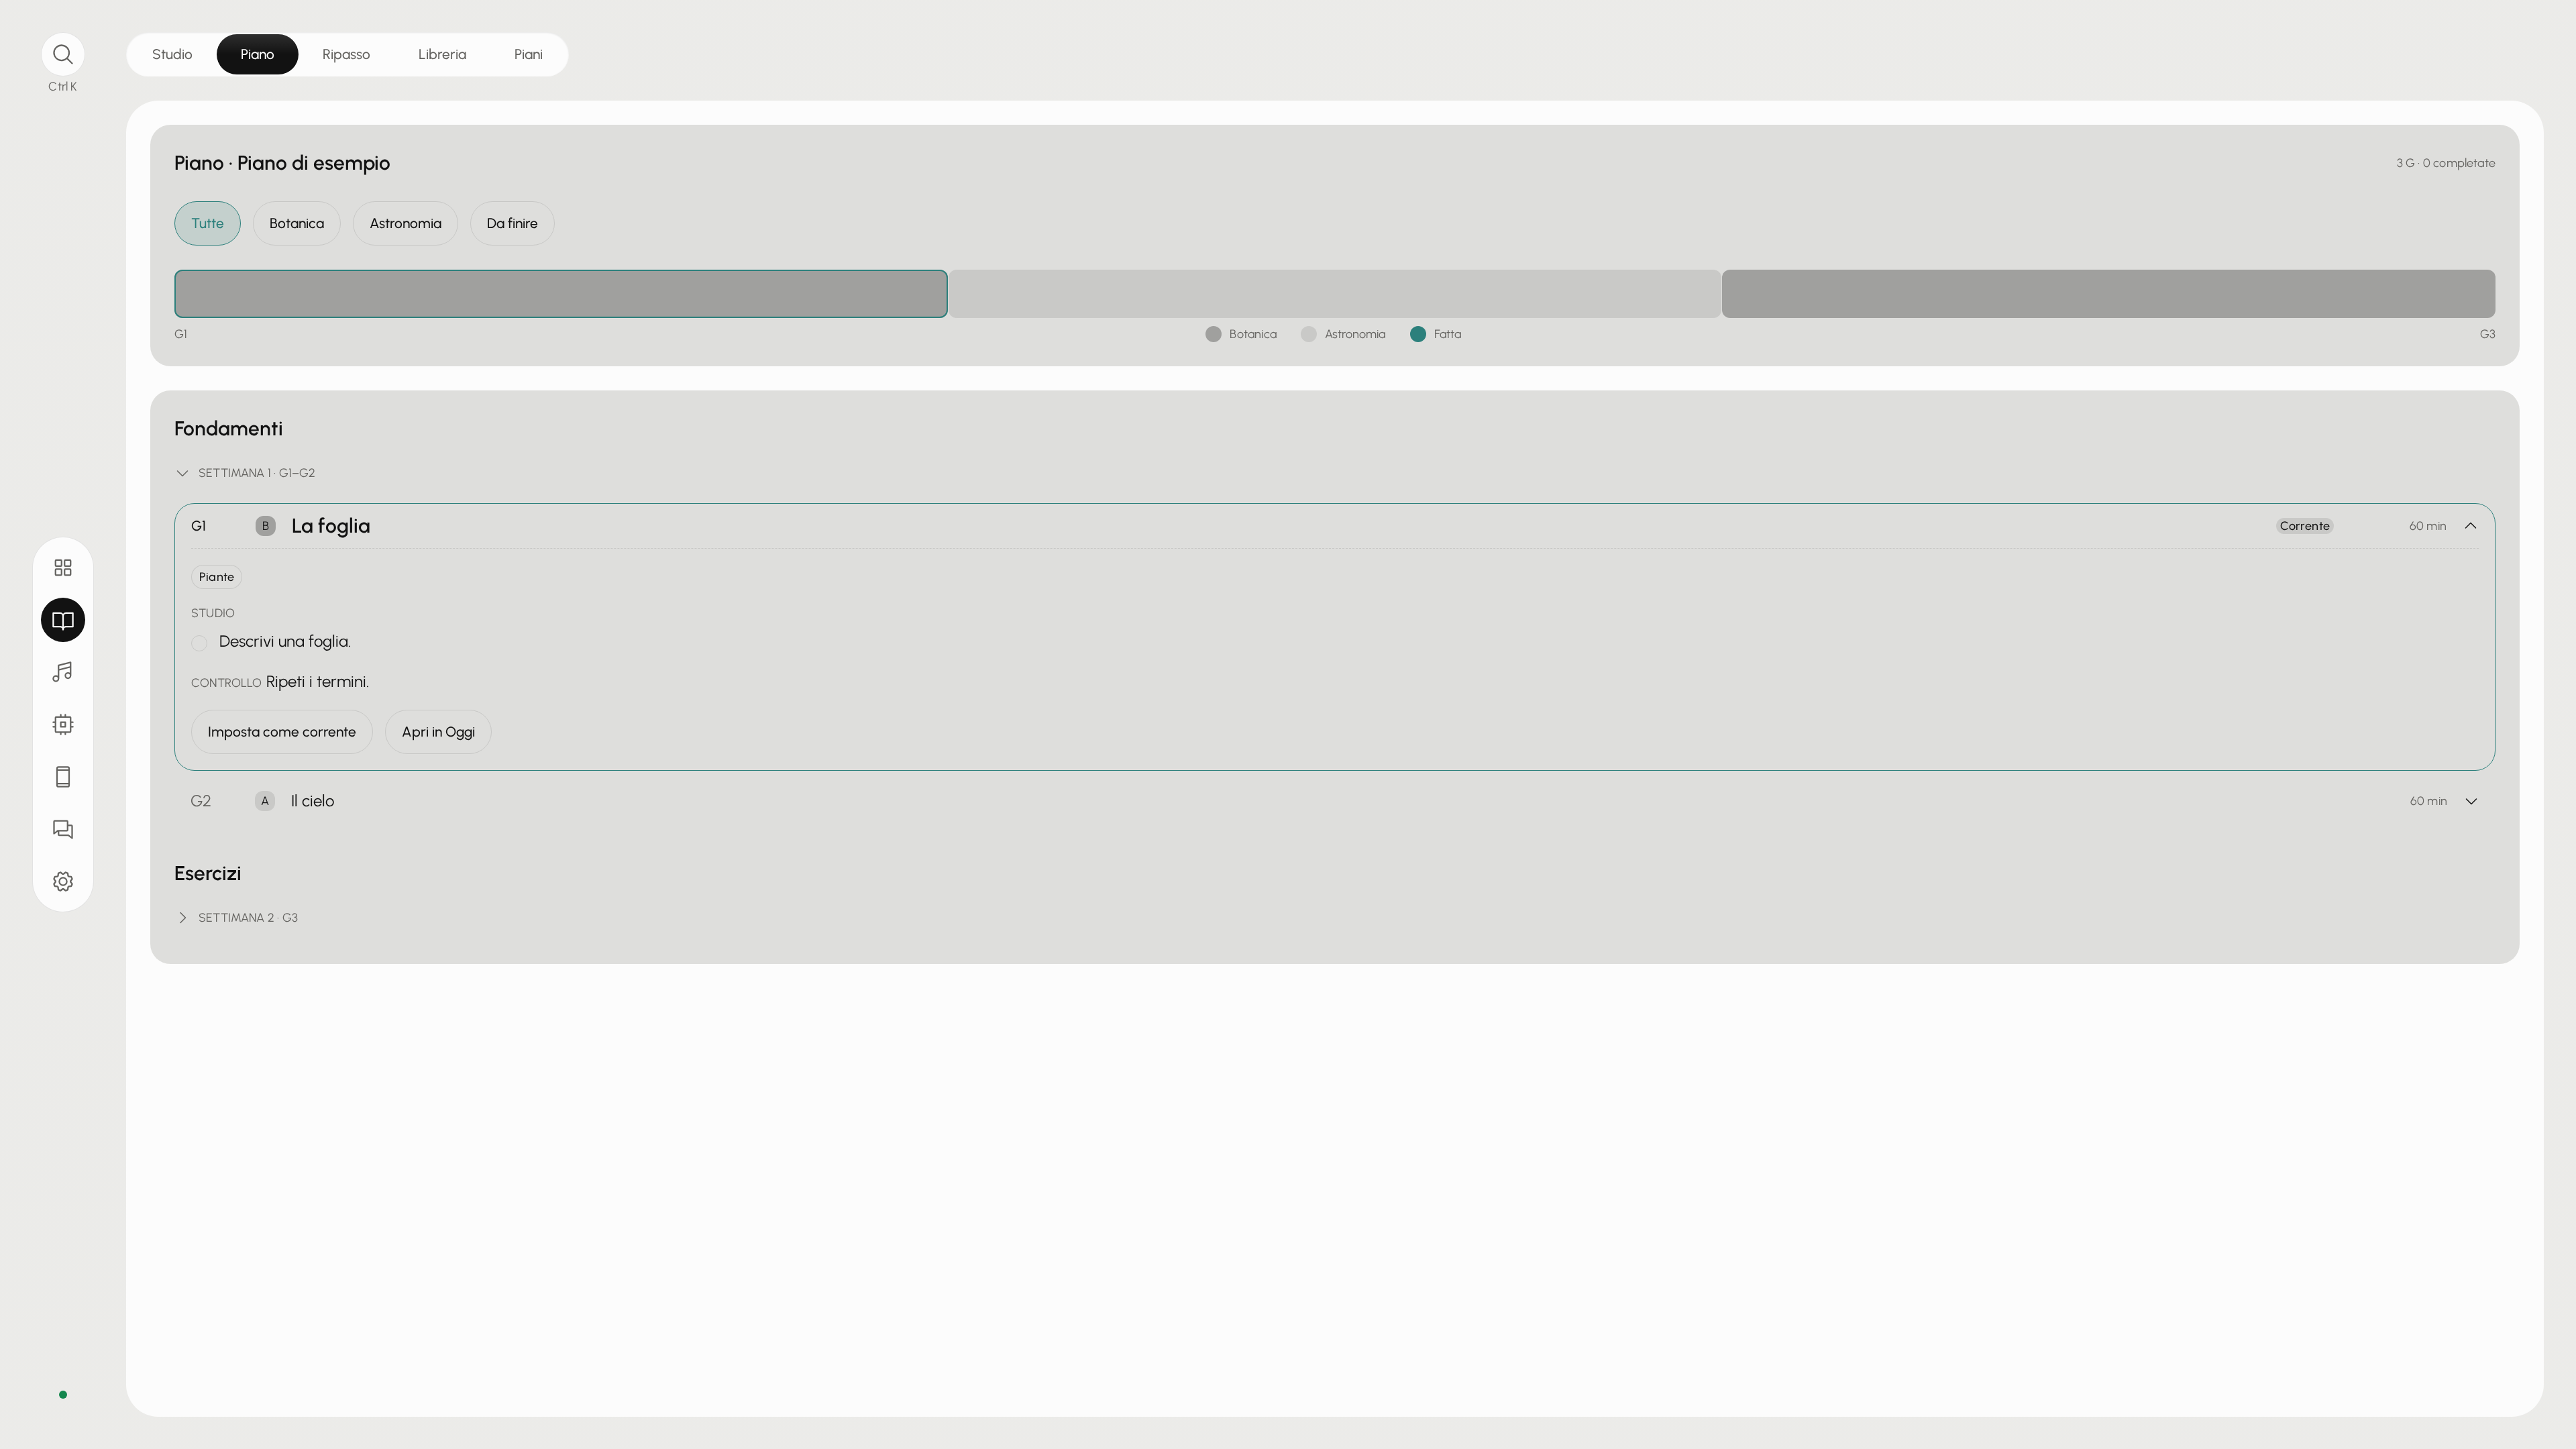 Ctrl K
Studio Piano Ripasso Libreria Piani
Piano · Piano di esempio
3 G · 0 completate
Tutte Botanica Astronomia Da finire
G1 Botanica Astronomia Fatta G3
Fondamenti
SETTIMANA 1 · G1–G2
G1 B La foglia Corrente 60 min
Piante
STUDIO
Descrivi una foglia.
CONTROLLO Ripeti i termini.
Imposta come corrente Apri in Oggi
G2 A Il cielo 60 min
Esercizi
SETTIMANA 2 · G3